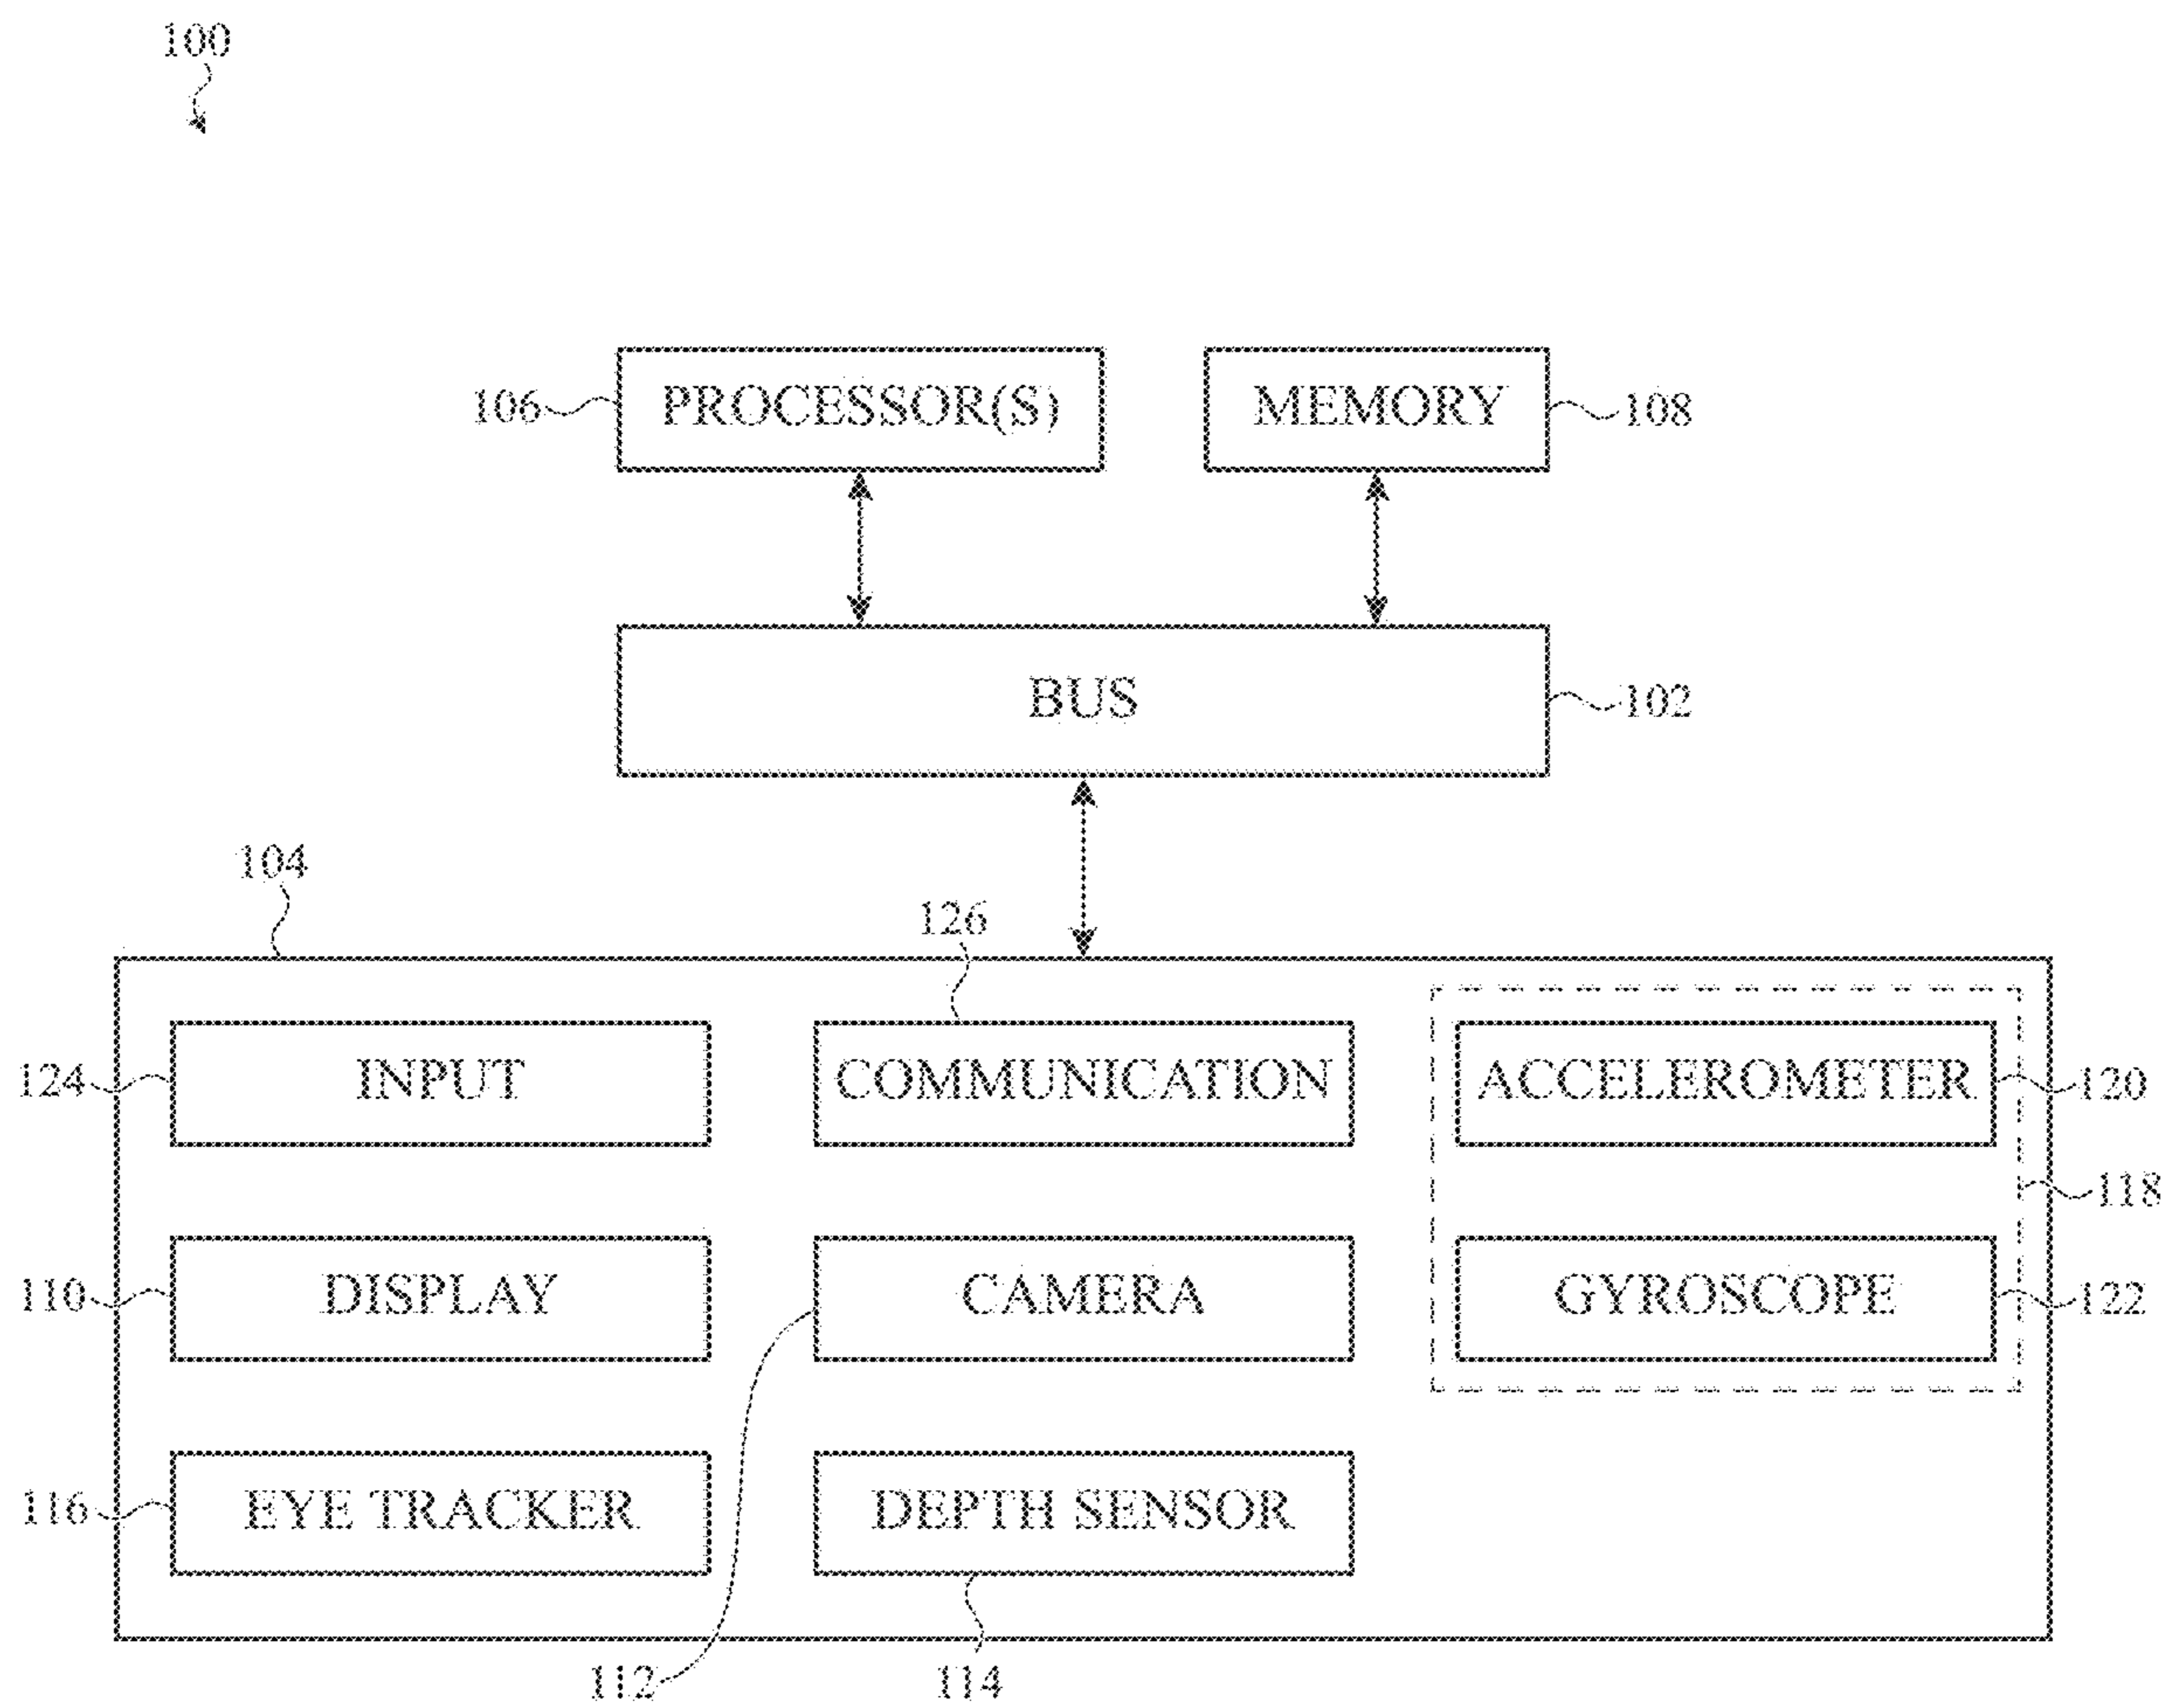 100
106 PROCESSOR(S) MEMORY 108
BUS 102
104
126
124 INPUT COMMUNICATION ACCELEROMETER 120
118
110 DISPLAY CAMERA GYROSCOPE 122
116 EYE TRACKER DEPTH SENSOR
112 114